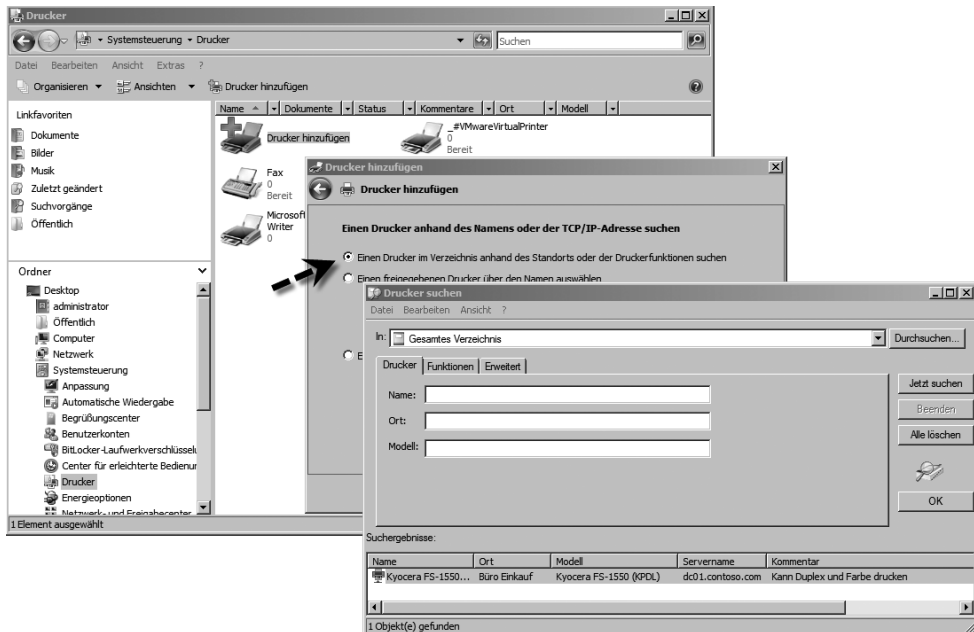 Drucker
Systemsteuerung Drucker
Suchen
Datei Bearbeiten Ansicht Extras ?
Organisieren Ansichten Drucker hinzufügen
Linkfavoriten
Dokumente
Bilder
Musik
Zuletzt geändert
Suchvorgänge
Öffentlich
Ordner
Desktop
administrator
Öffentlich
Computer
Netzwerk
Systemsteuerung
Anpassung
Automatische Wiedergabe
Begrüßungscenter
Benutzerkonten
BitLocker-Laufwerkverschlüsselu
Center für erleichterte Bedienur
Drucker
Energieoptionen
Netzwerk- und Freigabecenter
1 Element ausgewählt
Name Dokumente Status Kommentare Ort Modell
Drucker hinzufügen
_#VMwareVirtualPrinter
0
Bereit
Fax
0
Bereit
Microsoft
Writer
0
Drucker hinzufügen
Drucker hinzufügen
Einen Drucker anhand des Namens oder der TCP/IP-Adresse suchen
Einen Drucker im Verzeichnis anhand des Standorts oder der Druckerfunktionen suchen
Einen freigegebenen Drucker über den Namen auswählen
E
Drucker suchen
Datei Bearbeiten Ansicht ?
In: Gesamtes Verzeichnis Durchsuchen...
Drucker Funktionen Erweitert
Name:
Ort:
Modell:
Jetzt suchen
Beenden
Alle löschen
OK
Suchergebnisse:
Name Ort Modell Servername Kommentar
Kyocera FS-1550... Büro Einkauf Kyocera FS-1550 (KPDL) dc01.contoso.com Kann Duplex und Farbe drucken
1 Objekt(e) gefunden